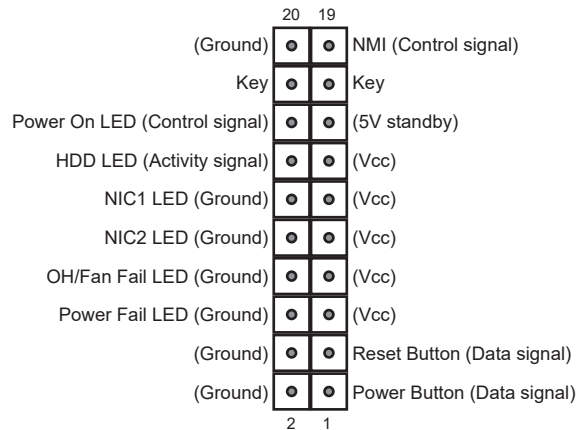 20 19
(Ground) NMI (Control signal)
Key Key
Power On LED (Control signal) (5V standby)
HDD LED (Activity signal) (Vcc)
NIC1 LED (Ground) (Vcc)
NIC2 LED (Ground) (Vcc)
OH/Fan Fail LED (Ground) (Vcc)
Power Fail LED (Ground) (Vcc)
(Ground) Reset Button (Data signal)
(Ground) Power Button (Data signal)
2 1